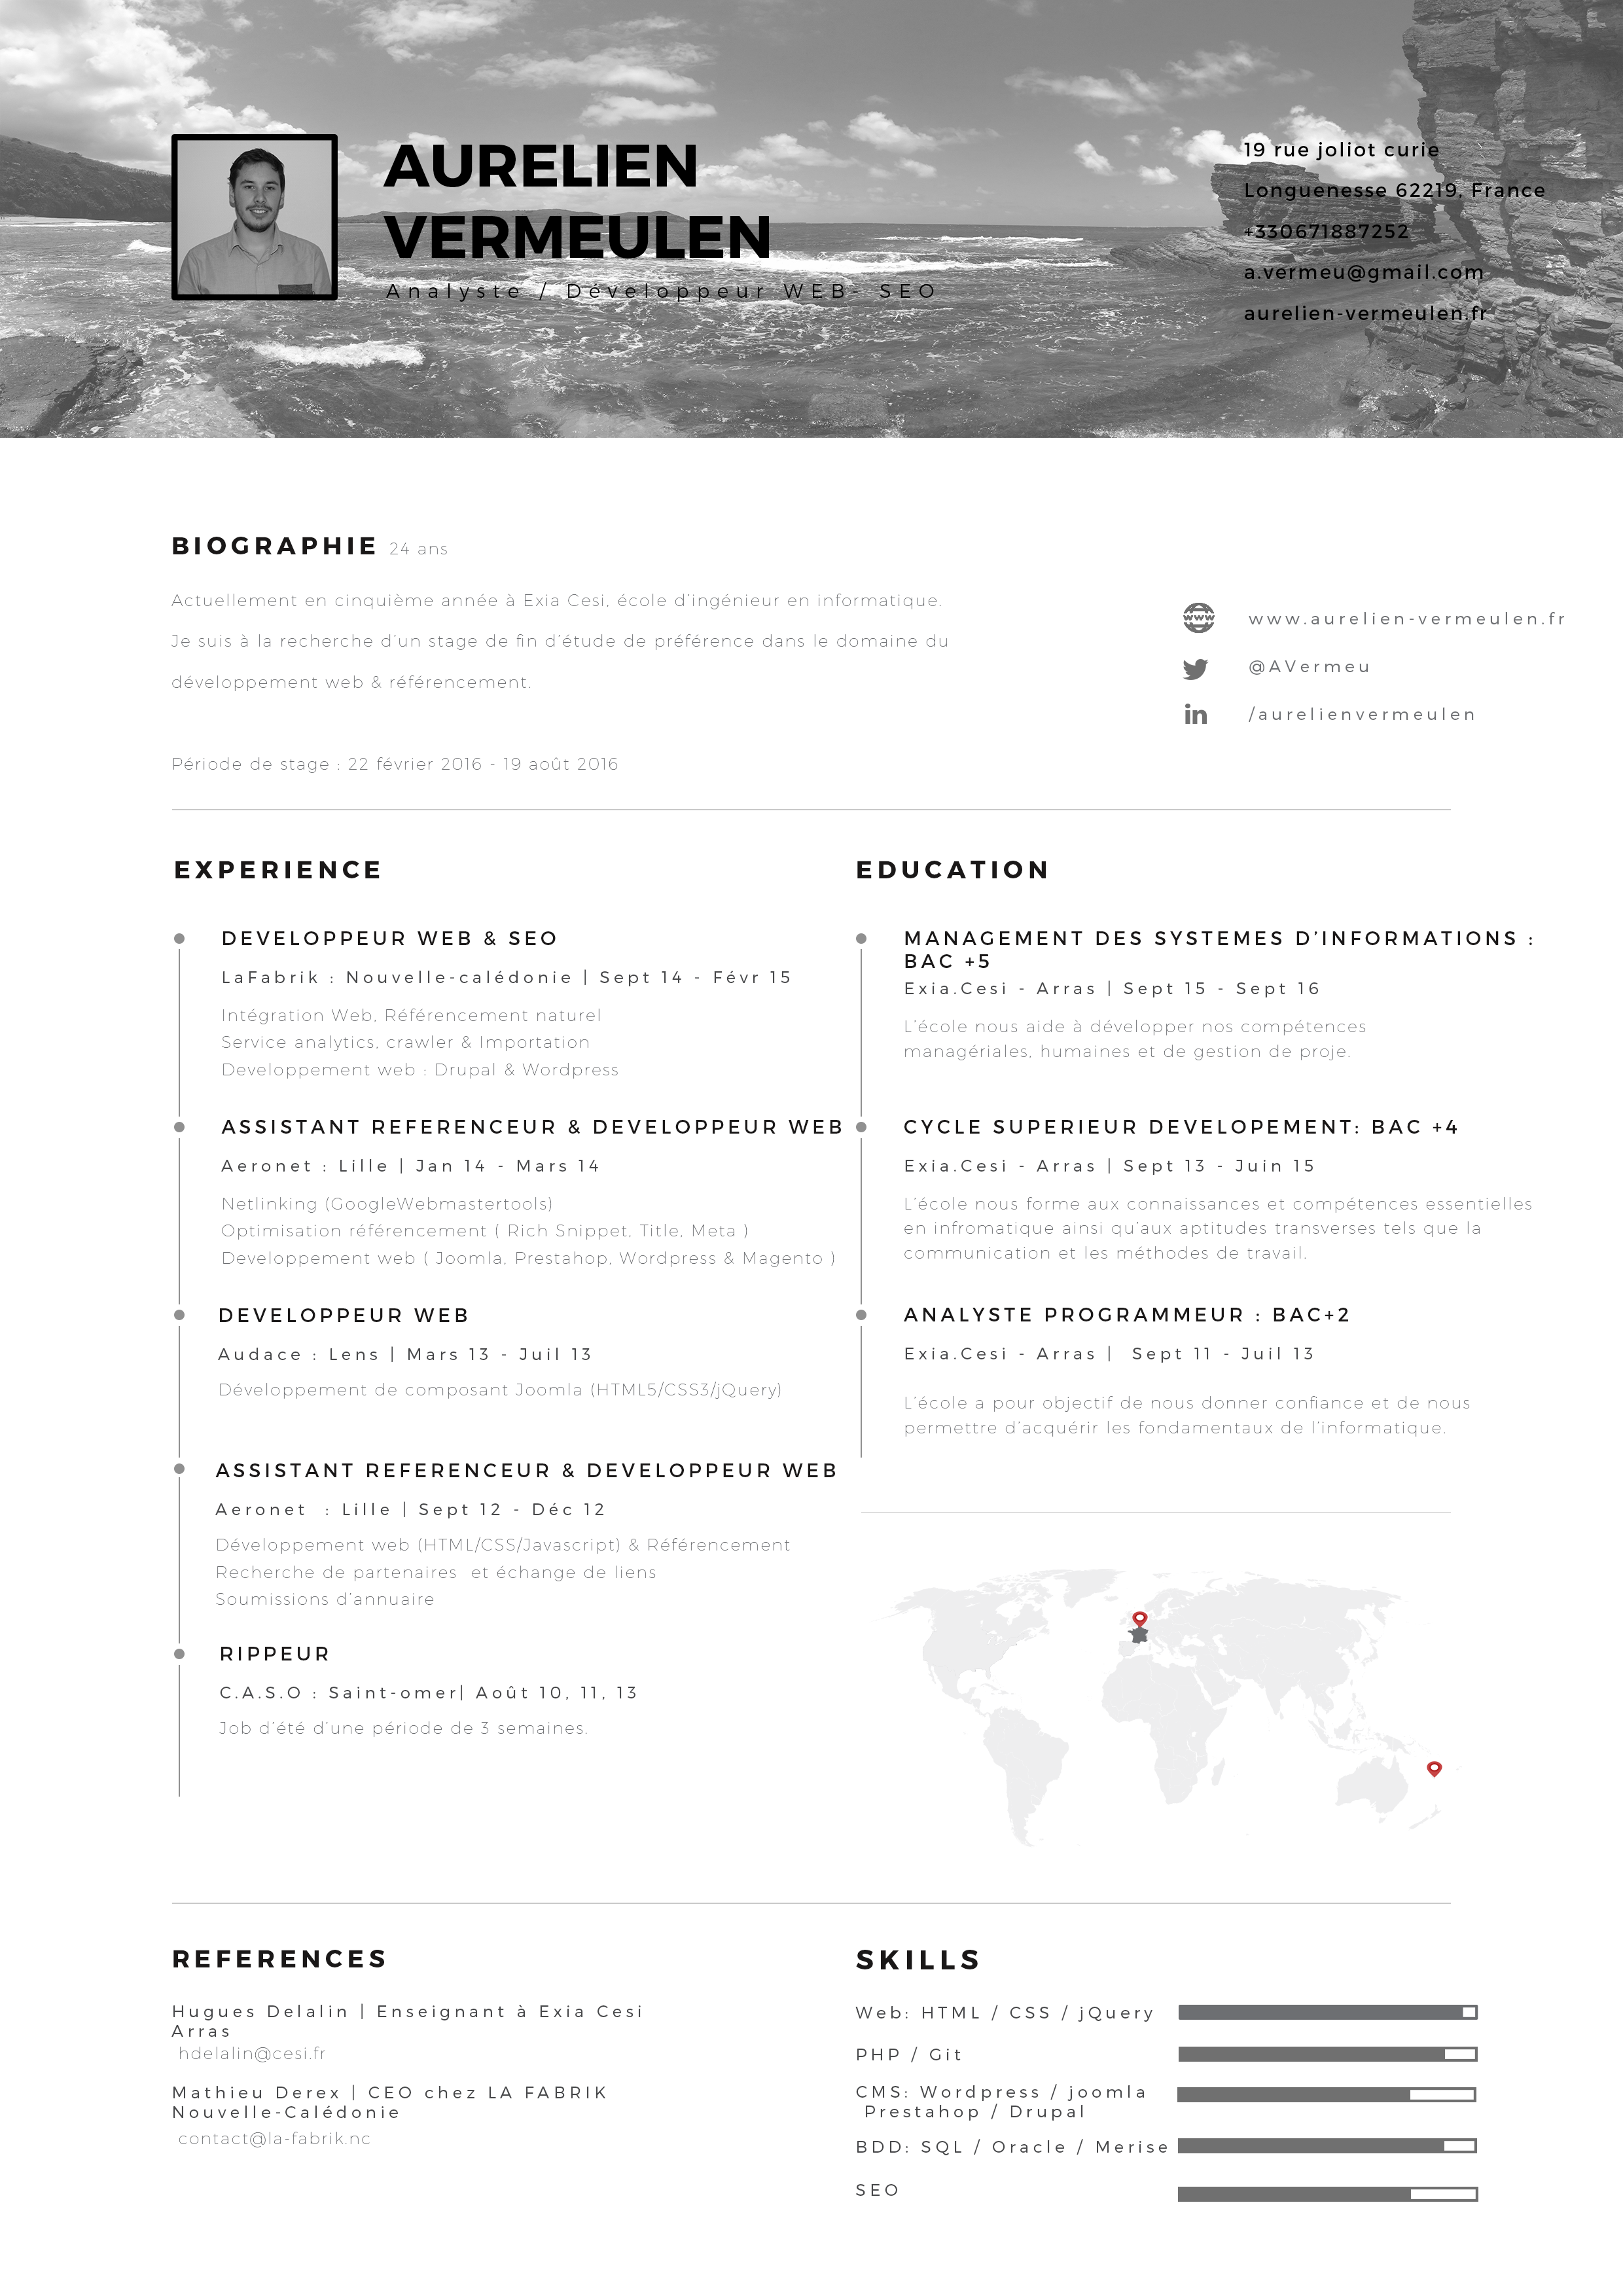 AURELIEN
VERMEULEN
Analyste / Développeur WEB- SEO
19 rue joliot curie
Longuenesse 62219, France
+330671887252
a.vermeu@gmail.com
aurelien-vermeulen.fr
BIOGRAPHIE 24 ans
Actuellement en cinquième année à Exia Cesi, école d'ingénieur en informatique.
Je suis à la recherche d'un stage de fin d'étude de préférence dans le domaine du
développement web & référencement.
Période de stage : 22 février 2016 - 19 août 2016
www
www.aurelien-vermeulen.fr
@AVermeu
in
/aurelienvermeulen
EXPERIENCE
DEVELOPPEUR WEB & SEO
LaFabrik : Nouvelle-calédonie | Sept 14 - Févr 15
Intégration Web, Référencement naturel
Service analytics, crawler & Importation
Developpement web : Drupal & Wordpress
ASSISTANT REFERENCEUR & DEVELOPPEUR WEB
Aeronet : Lille | Jan 14 - Mars 14
Netlinking (GoogleWebmastertools)
Optimisation référencement ( Rich Snippet, Title, Meta )
Developpement web ( Joomla, Prestahop, Wordpress & Magento )
DEVELOPPEUR WEB
Audace : Lens | Mars 13 - Juil 13
Développement de composant Joomla (HTML5/CSS3/jQuery)
ASSISTANT REFERENCEUR & DEVELOPPEUR WEB
Aeronet  : Lille | Sept 12 - Déc 12
Développement web (HTML/CSS/Javascript) & Référencement
Recherche de partenaires  et échange de liens
Soumissions d'annuaire
RIPPEUR
C.A.S.O : Saint-omer| Août 10, 11, 13
Job d'été d'une période de 3 semaines.
EDUCATION
MANAGEMENT DES SYSTEMES D'INFORMATIONS :
BAC +5
Exia.Cesi - Arras | Sept 15 - Sept 16
L'école nous aide à développer nos compétences
managériales, humaines et de gestion de proje.
CYCLE SUPERIEUR DEVELOPEMENT: BAC +4
Exia.Cesi - Arras | Sept 13 - Juin 15
L'école nous forme aux connaissances et compétences essentielles
en infromatique ainsi qu'aux aptitudes transverses tels que la
communication et les méthodes de travail.
ANALYSTE PROGRAMMEUR : BAC+2
Exia.Cesi - Arras |  Sept 11 - Juil 13
L'école a pour objectif de nous donner confiance et de nous
permettre d'acquérir les fondamentaux de l'informatique.
REFERENCES
Hugues Delalin | Enseignant à Exia Cesi
Arras
hdelalin@cesi.fr
Mathieu Derex | CEO chez LA FABRIK
Nouvelle-Calédonie
contact@la-fabrik.nc
SKILLS
Web: HTML / CSS / jQuery
PHP / Git
CMS: Wordpress / joomla
Prestahop / Drupal
BDD: SQL / Oracle / Merise
SEO